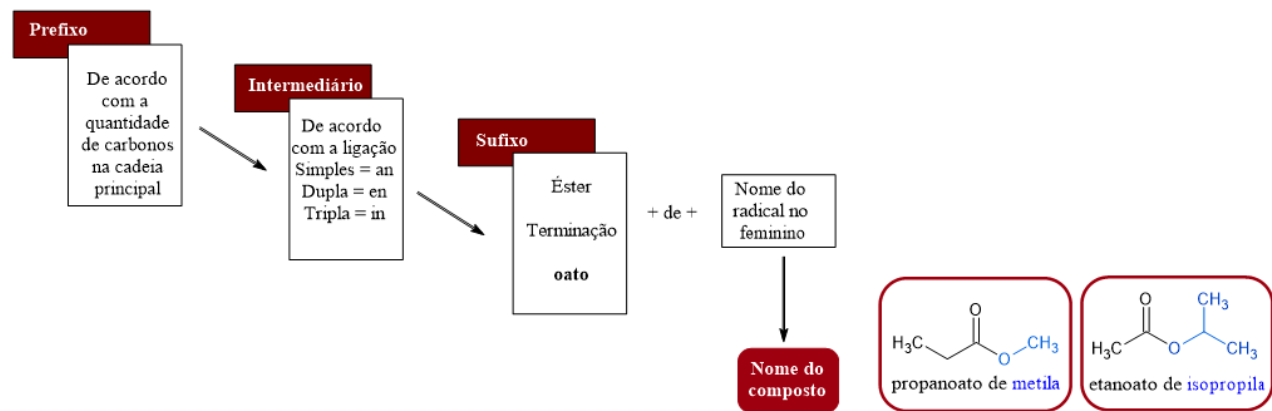 Prefixo
De acordo
com a
quantidade
de carbonos
na cadeia
principal
Intermediário
De acordo
com a ligação
Simples = an
Dupla = en
Tripla = in
Sufixo
Éster
Terminação
oato
+ de +
Nome do
radical no
feminino
Nome do
composto
O
H₃C
O
CH₃
propanoato de metila
O
CH₃
H₃C
O
CH₃
etanoato de isopropila